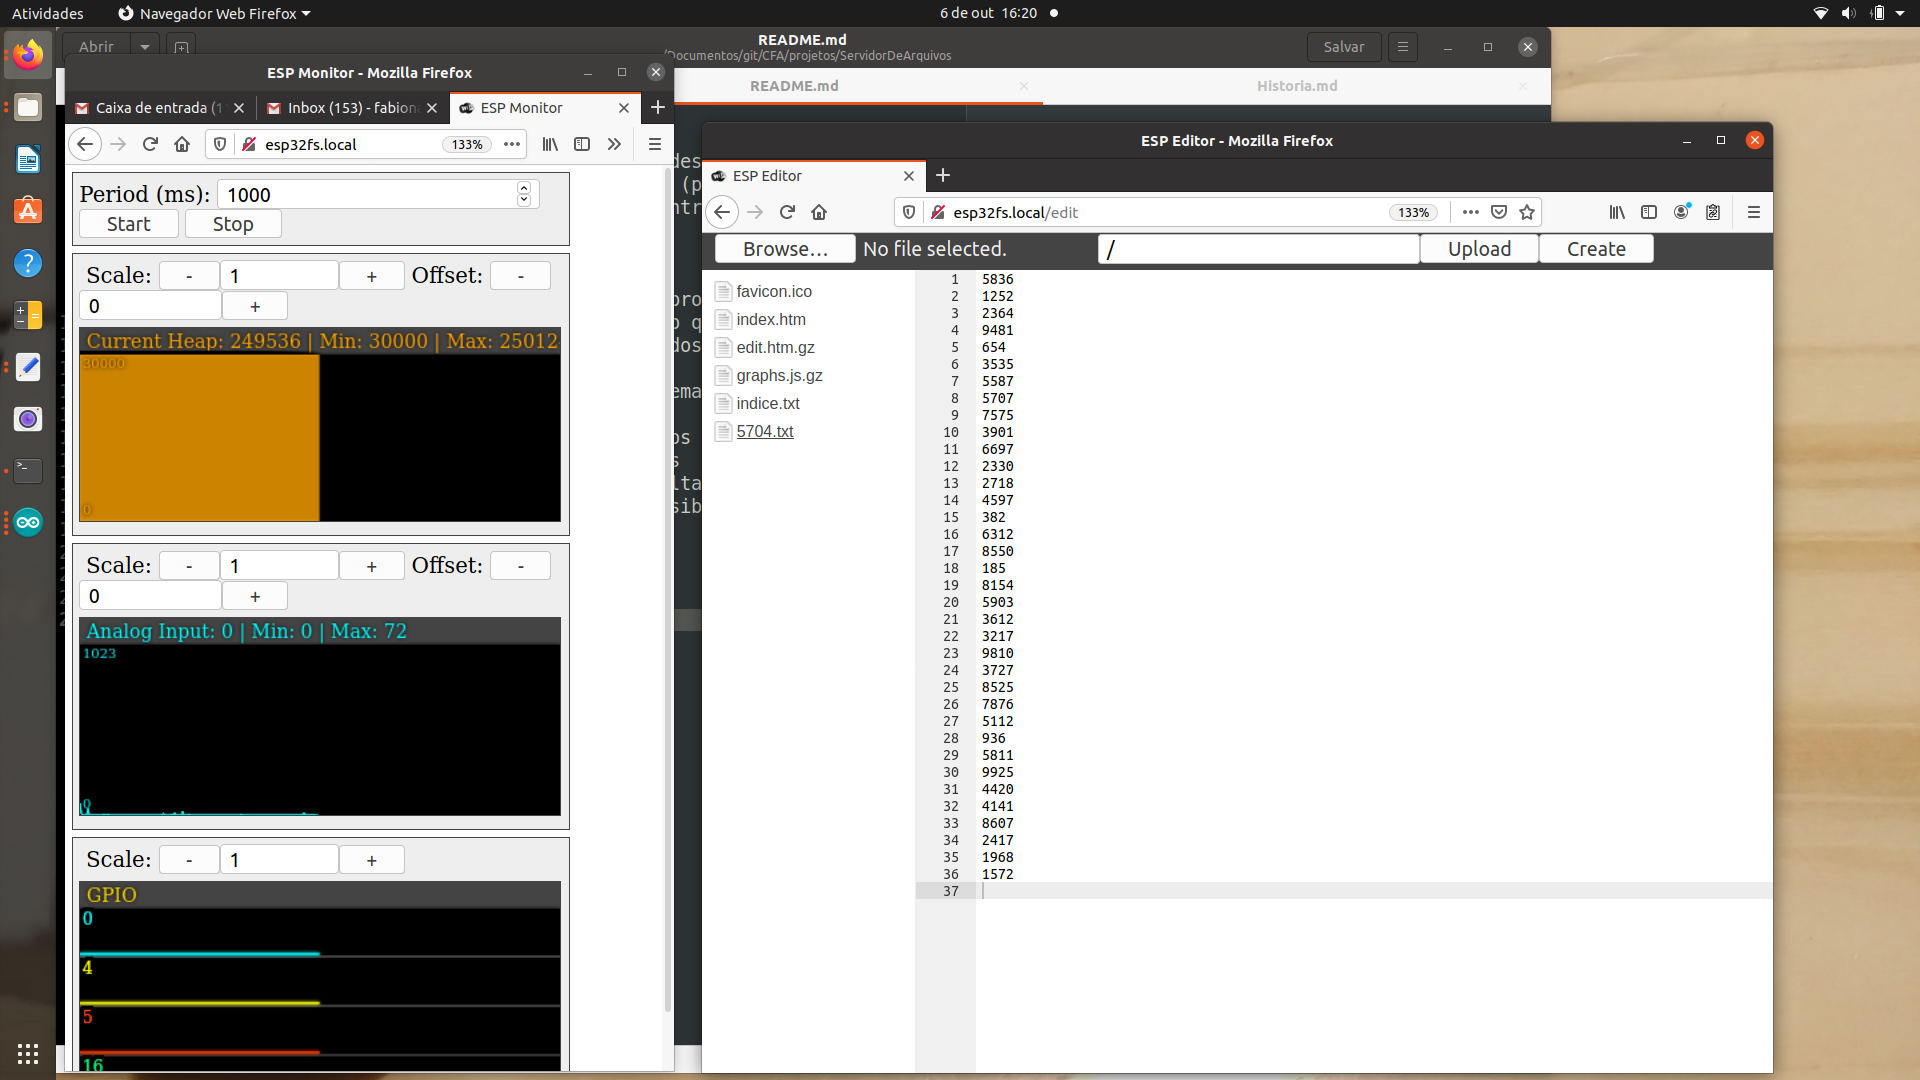 Atividades
Navegador Web Firefox
6 de out 16:20
Abrir
README.md
/Documentos/git/CFA/projetos/ServidorDeArquivos
Salvar
README.md
Historia.md
ESP Monitor - Mozilla Firefox
Caixa de entrada (1
Inbox (153) - fabion
ESP Monitor
esp32fs.local
133%
Period (ms):
1000
Start
Stop
Scale:
-
1
+
Offset:
-
0
+
Current Heap: 249536 | Min: 30000 | Max: 25012
30000
0
Scale:
-
1
+
Offset:
-
0
+
Analog Input: 0 | Min: 0 | Max: 72
1023
0
Scale:
-
1
+
GPIO
0
4
5
16
des
(p
ntr
pro
o q
dos
ema
os
s
lta
sib
ESP Editor - Mozilla Firefox
ESP Editor
esp32fs.local/edit
133%
Browse...
No file selected.
/
Upload
Create
favicon.ico
index.htm
edit.htm.gz
graphs.js.gz
indice.txt
5704.txt
1 5836
2 1252
3 2364
4 9481
5 654
6 3535
7 5587
8 5707
9 7575
10 3901
11 6697
12 2330
13 2718
14 4597
15 382
16 6312
17 8550
18 185
19 8154
20 5903
21 3612
22 3217
23 9810
24 3727
25 8525
26 7876
27 5112
28 936
29 5811
30 9925
31 4420
32 4141
33 8607
34 2417
35 1968
36 1572
37